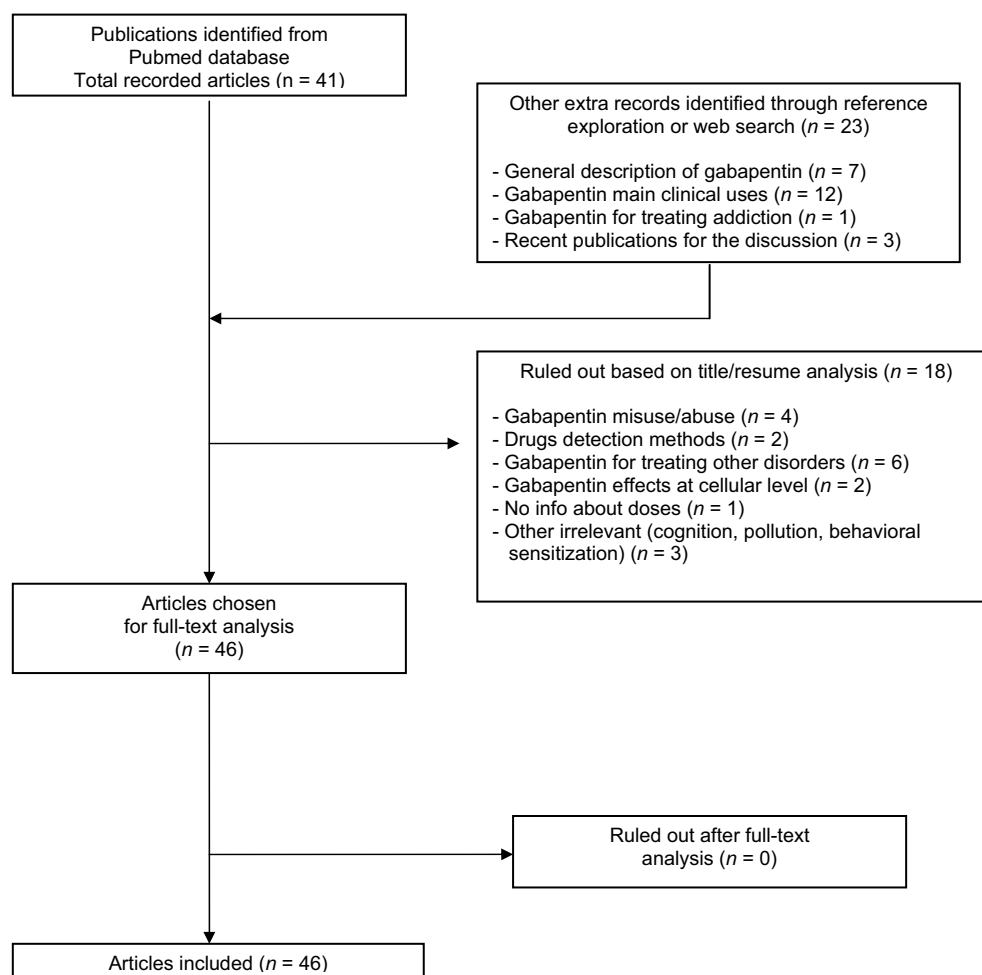 Publications identified from
Pubmed database
Total recorded articles (n = 41)
Other extra records identified through reference
exploration or web search (n = 23)
- General description of gabapentin (n = 7)
- Gabapentin main clinical uses (n = 12)
- Gabapentin for treating addiction (n = 1)
- Recent publications for the discussion (n = 3)
Ruled out based on title/resume analysis (n = 18)
- Gabapentin misuse/abuse (n = 4)
- Drugs detection methods (n = 2)
- Gabapentin for treating other disorders (n = 6)
- Gabapentin effects at cellular level (n = 2)
- No info about doses (n = 1)
- Other irrelevant (cognition, pollution, behavioral
sensitization) (n = 3)
Articles chosen
for full-text analysis
(n = 46)
Ruled out after full-text
analysis (n = 0)
Articles included (n = 46)